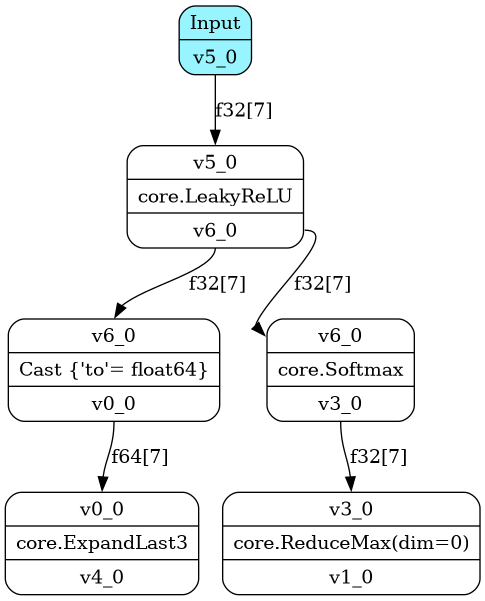 Input
v5_0
f32[7]
v5_0
core.LeakyReLU
v6_0
f32[7]
f32[7]
v6_0
Cast {'to'= float64}
v0_0
v6_0
core.Softmax
v3_0
f64[7]
f32[7]
v0_0
core.ExpandLast3
v4_0
v3_0
core.ReduceMax(dim=0)
v1_0